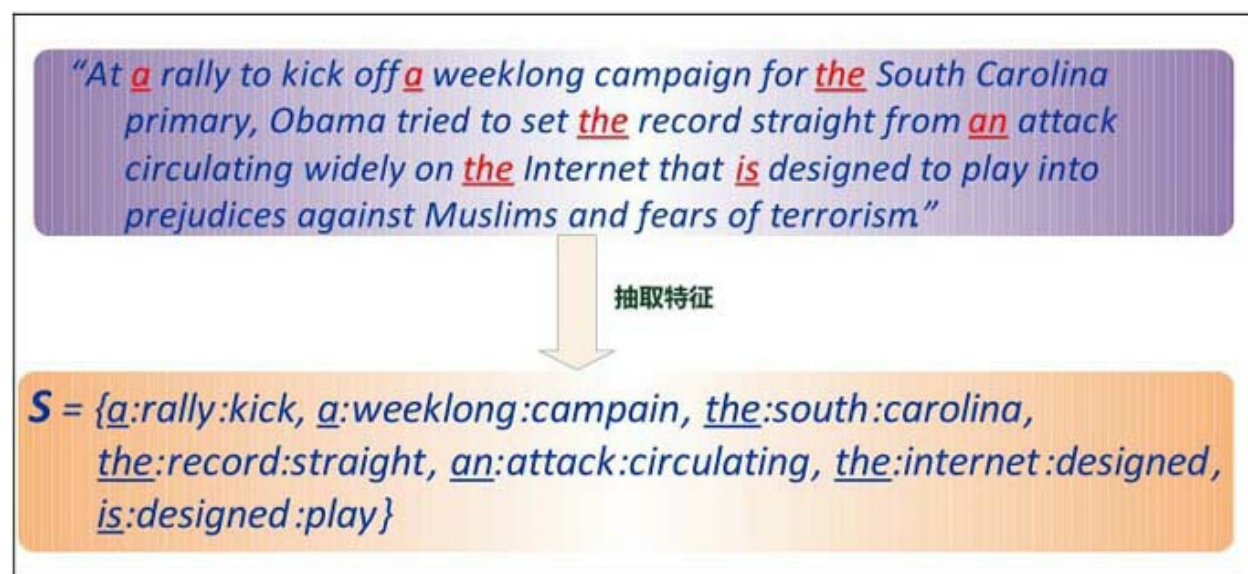 “At a rally to kick off a weeklong campaign for the South Carolina
primary, Obama tried to set the record straight from an attack
circulating widely on the Internet that is designed to play into
prejudices against Muslims and fears of terrorism.”
抽取特征
S = {a:rally:kick, a:weeklong:campain, the:south:carolina,
the:record:straight, an:attack:circulating, the:internet:designed,
is:designed:play}